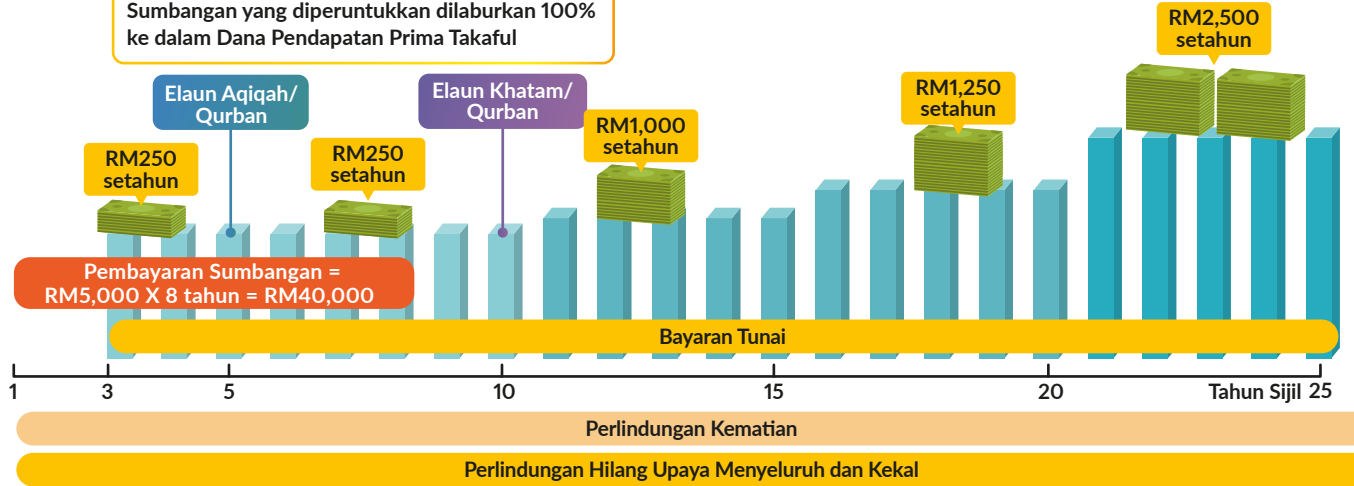 Sumbangan yang diperuntukkan dilaburkan 100%
ke dalam Dana Pendapatan Prima Takaful
RM2,500
setahun
Elaun Aqiqah/
Qurban
Elaun Khatam/
Qurban
RM1,250
setahun
RM1,000
setahun
RM250
setahun
RM250
setahun
Pembayaran Sumbangan =
RM5,000 X 8 tahun = RM40,000
Bayaran Tunai
1 3 5 10 15 20 Tahun Sijil 25
Perlindungan Kematian
Perlindungan Hilang Upaya Menyeluruh dan Kekal